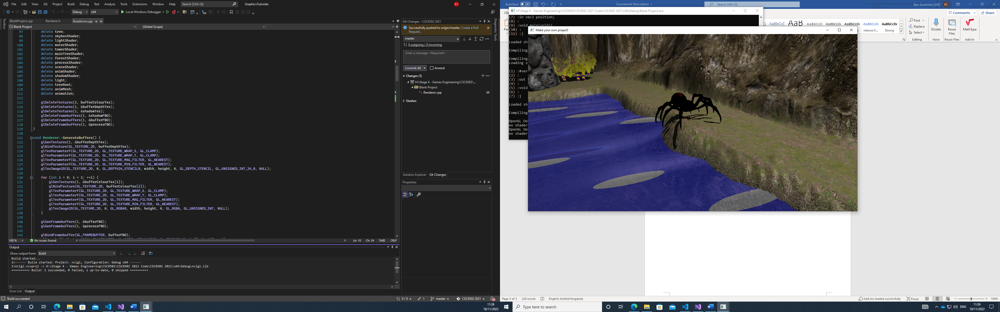 File Edit View Git Project Build Debug Test Analyze Tools Extensions Window Help Search (Ctrl+Q) GraphicsTutorials BS
Debug x64 Local Windows Debugger
Toolbox
BlankProject.cpp Renderer.h Renderer.cpp
Blank Project (Global Scope)
97 delete tree;
98 delete skyboxShader;
99 delete lightShader;
100 delete waterShader;
101 delete towerShader;
102 delete mainTreeShader;
103 delete forestShader;
104 delete processShader;
105 delete sceneShader;
106 delete animShader;
107 delete shadowShader;
108 delete light;
109 delete treeRoot;
110 delete animMesh;
111 delete animation;
112
113 glDeleteTextures(2, bufferColourTex);
114 glDeleteTextures(1, &bufferDepthTex);
115 glDeleteTextures(1, &shadowTex);
116 glDeleteFramebuffers(1, &shadowFBO);
117 glDeleteFramebuffers(1, &bufferFBO);
118 glDeleteFramebuffers(1, &processFBO);
119 }
120
121 void Renderer::GenerateBuffers() {
122 glGenTextures(1, &bufferDepthTex);
123 glBindTexture(GL_TEXTURE_2D, bufferDepthTex);
124 glTexParameterf(GL_TEXTURE_2D, GL_TEXTURE_WRAP_S, GL_CLAMP);
125 glTexParameterf(GL_TEXTURE_2D, GL_TEXTURE_WRAP_T, GL_CLAMP);
126 glTexParameterf(GL_TEXTURE_2D, GL_TEXTURE_MAG_FILTER, GL_NEAREST);
127 glTexParameterf(GL_TEXTURE_2D, GL_TEXTURE_MIN_FILTER, GL_NEAREST);
128 glTexImage2D(GL_TEXTURE_2D, 0, GL_DEPTH24_STENCIL8, width, height, 0, GL_DEPTH_STENCIL, GL_UNSIGNED_INT_24_8, NULL);
129
130 for (int i = 0; i < 2; ++i) {
131 glGenTextures(1, &bufferColourTex[i]);
132 glBindTexture(GL_TEXTURE_2D, bufferColourTex[i]);
133 glTexParameterf(GL_TEXTURE_2D, GL_TEXTURE_WRAP_S, GL_CLAMP);
134 glTexParameterf(GL_TEXTURE_2D, GL_TEXTURE_WRAP_T, GL_CLAMP);
135 glTexParameterf(GL_TEXTURE_2D, GL_TEXTURE_MAG_FILTER, GL_NEAREST);
136 glTexParameterf(GL_TEXTURE_2D, GL_TEXTURE_MIN_FILTER, GL_NEAREST);
137 glTexImage2D(GL_TEXTURE_2D, 0, GL_RGBA8, width, height, 0, GL_RGBA, GL_UNSIGNED_INT, NULL);
138 }
139
140 glGenFramebuffers(1, &bufferFBO);
141 glGenFramebuffers(1, &processFBO);
142
143 glBindFramebuffer(GL_FRAMEBUFFER, bufferFBO);
100 % No issues found Ln: 10 Ch: 24 TABS CRLF
Output
Show output from: Build
Build started...
1>------ Build started: Project: nclgl, Configuration: Debug x64 ------
1>nclgl.vcxproj -> H:\Stage 4 - Games Engineering\CSC8502\CSC8502 2021 Code\CSC8502 2021\x64\Debug\nclgl.lib
========== Build: 1 succeeded, 0 failed, 1 up-to-date, 0 skipped ==========
Error List Output
Build succeeded 0 / 0 1 master CSC8502 2021 1
11:26
18/11/2022
Git Changes - CSC8502 2021
Successfully pushed to origin/master. Create a Pull
Request.
master
0 outgoing / 0 incoming
Enter a message <Required>
Commit All Amend
Changes (1)
H:\Stage 4 - Games Engineering\CSC8502\...
Blank Project
Renderer.cpp M
Stashes
Solution Explorer Git Changes
Properties
Diagnostic Tools
AutoSave Off Coursework Description Search (Alt+Q) Ben Summers (UG) BS
Comments Share
H:\Stage 4 - Games Engineering\CSC8502\CSC8502 2021 Code\CSC8502 2021\x64\Debug\Blank Project.exe
(7) :in vec3 position;
(8) :
(9) :void main(void){
(10) :
(11) :}
Loaded sh
Compiling
Compiling
Loading s
(1) :#ver
(2) :
(3) :out
(4) :
(5) :void
(6) :
(7) :}
Loaded sh
Compiling
OpenGL De
ex shader
OpenGL De
ex shader
Make your own project!
AaBbCcD AaB AaBbCcD AaBbCcDc AaBbCcDc AaBbCcDc AaBbCcDc
Intense E... Strong
Find
Replace
Select
Editing
Dictate
Voice
Reuse
Files
Reuse Files
MathType
Add-in
Page 3 of 3 229 words English (United Kingdom) Add-ins loaded successfully Focus 100%
Type here to search
ENG 11:26
18/11/2022